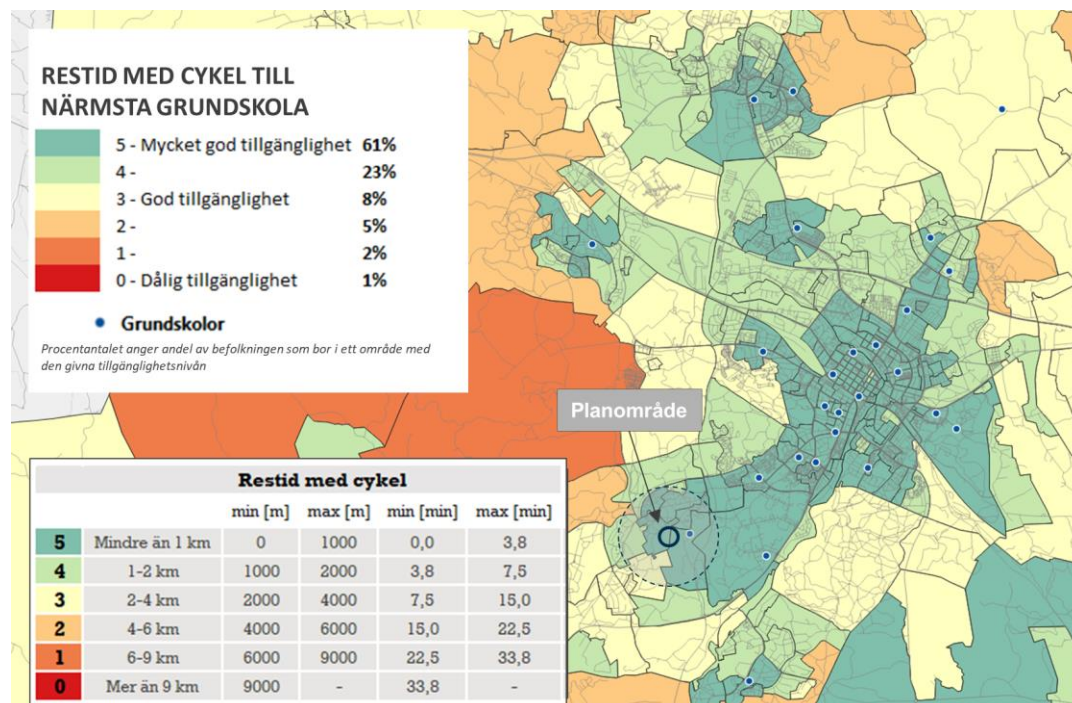 RESTID MED CYKEL TILL
NÄRMSTA GRUNDSKOLA
5 - Mycket god tillgänglighet 61%
4 - 23%
3 - God tillgänglighet 8%
2 - 5%
1 - 2%
0 - Dålig tillgänglighet 1%
Grundskolor
Procentantalet anger andel av befolkningen som bor i ett område med
den givna tillgänglighetsnivån
Planområde
Restid med cykel
min [m] max [m] min [min] max [min]
5 Mindre än 1 km 0 1000 0,0 3,8
4 1-2 km 1000 2000 3,8 7,5
3 2-4 km 2000 4000 7,5 15,0
2 4-6 km 4000 6000 15,0 22,5
1 6-9 km 6000 9000 22,5 33,8
0 Mer än 9 km 9000 - 33,8 -